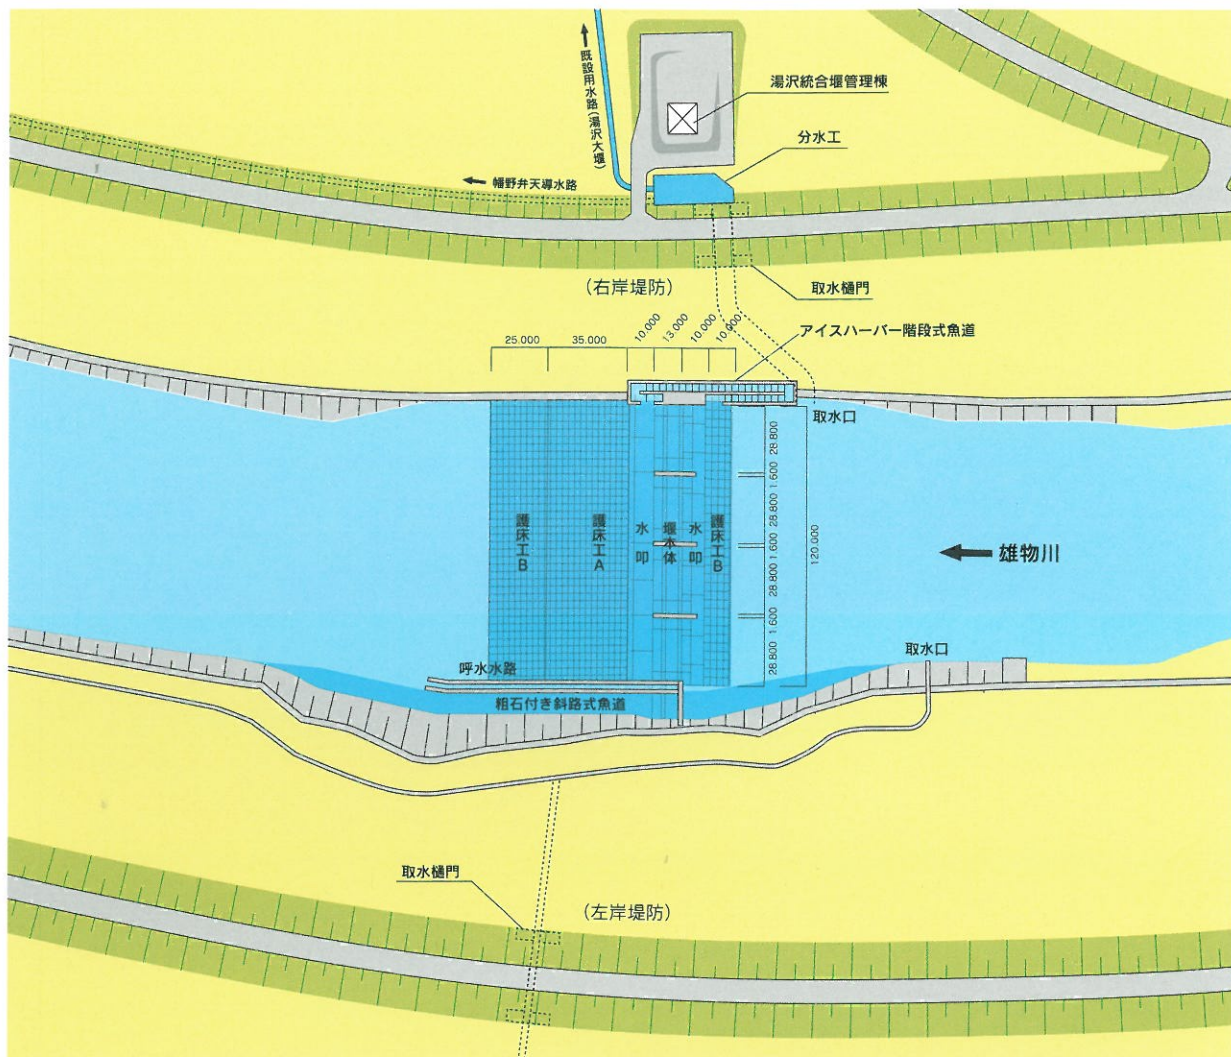 既設用水路(湯沢大堰)
湯沢統合堰管理棟
分水工
幡野弁天導水路
(右岸堤防)
取水樋門
アイスハーバー階段式魚道
25.000
35.000
10.000
13.000
10.000
10.000
取水口
28.800
1.600
28.800
1.600
28.800
1.600
28.800
120.000
護床工B
護床工A
水叩
堰本体
水叩
護床工B
雄物川
取水口
呼水水路
粗石付き斜路式魚道
取水樋門
(左岸堤防)